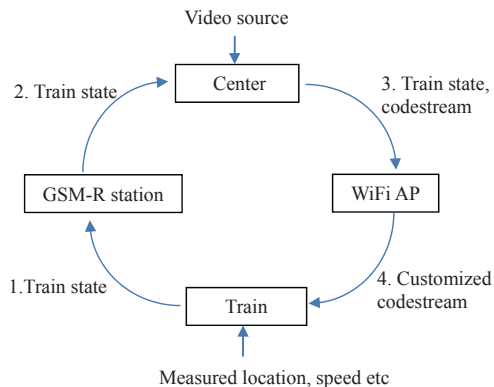 Video source
Center
2. Train state
3. Train state,
codestream
GSM-R station
WiFi AP
1.Train state
4. Customized
codestream
Train
Measured location, speed etc